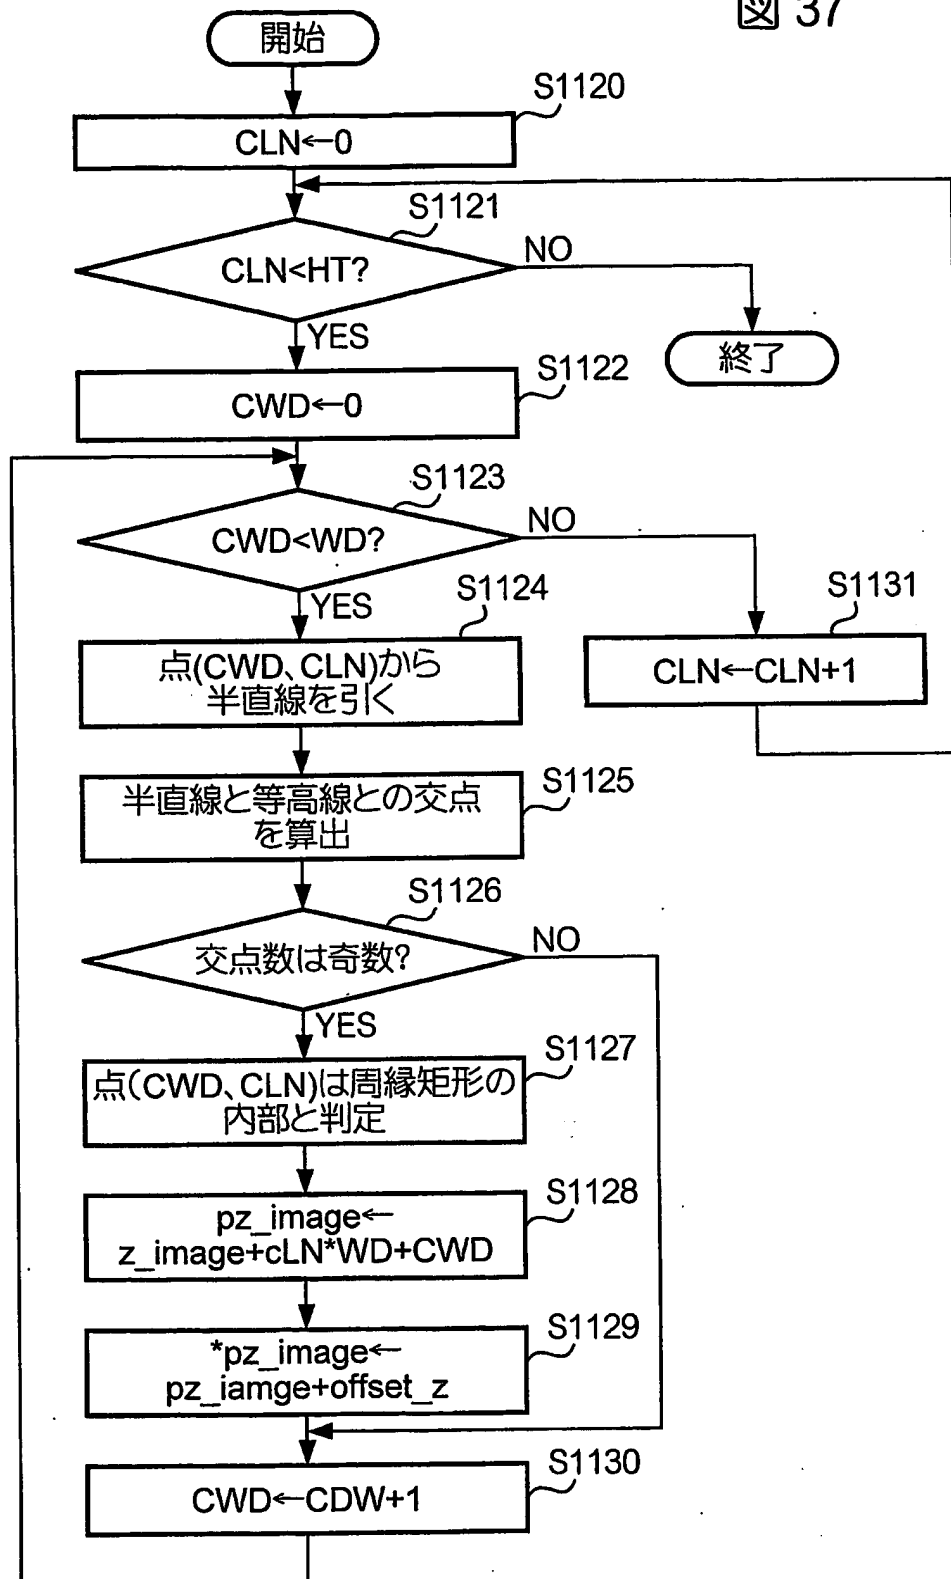 図 37
開始
S1120
CLN←0
S1121
CLN<HT?
NO
YES
終了
S1122
CWD←0
S1123
CWD<WD?
NO
YES
S1124
点(CWD、CLN)から
半直線を引く
S1131
CLN←CLN+1
S1125
半直線と等高線との交点
を算出
S1126
交点数は奇数?
NO
YES
S1127
点(CWD、CLN)は周縁矩形の
内部と判定
S1128
pz_image←
z_image+cLN*WD+CWD
S1129
*pz_image←
pz_iamge+offset_z
S1130
CWD←CDW+1